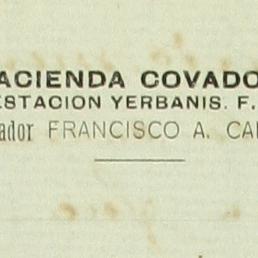 ACIENDA COVADO
ESTACION YERBANIS. F.
ador FRANCISCO A. CA